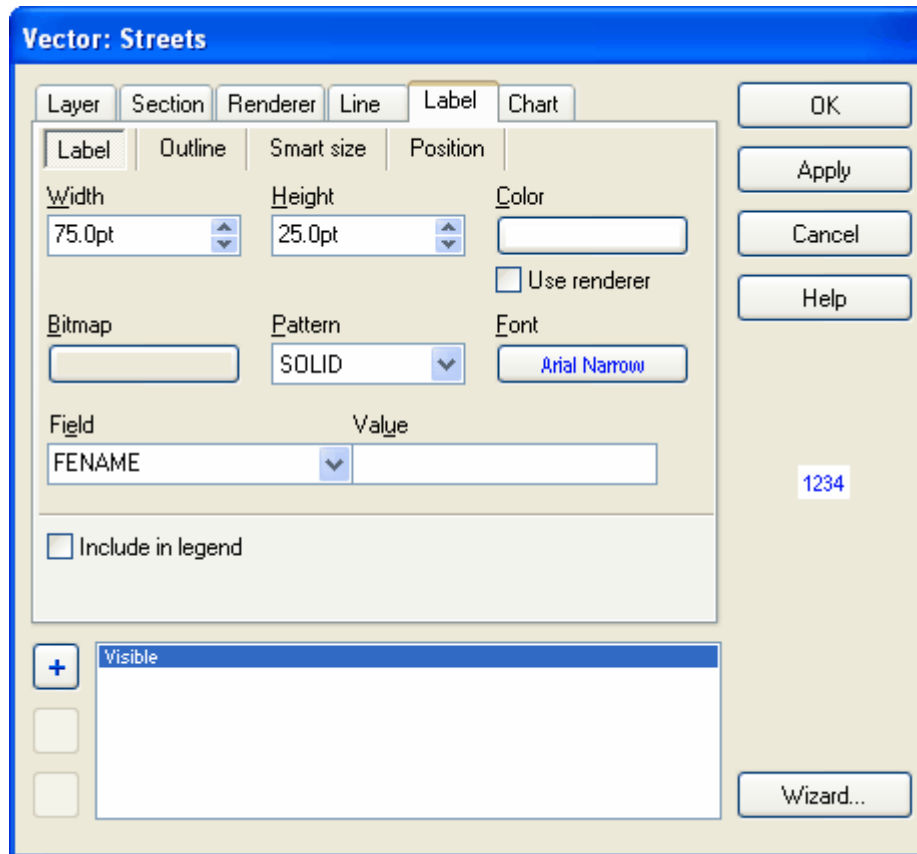 Vector: Streets
Layer Section Renderer Line Label Chart
OK
Label Outline Smart size Position
Apply
Width Height Color
75.0pt 25.0pt
Cancel
Use renderer
Help
Bitmap Pattern Font
SOLID Arial Narrow
Field Value
FENAME
1234
Include in legend
+
Visible
Wizard...